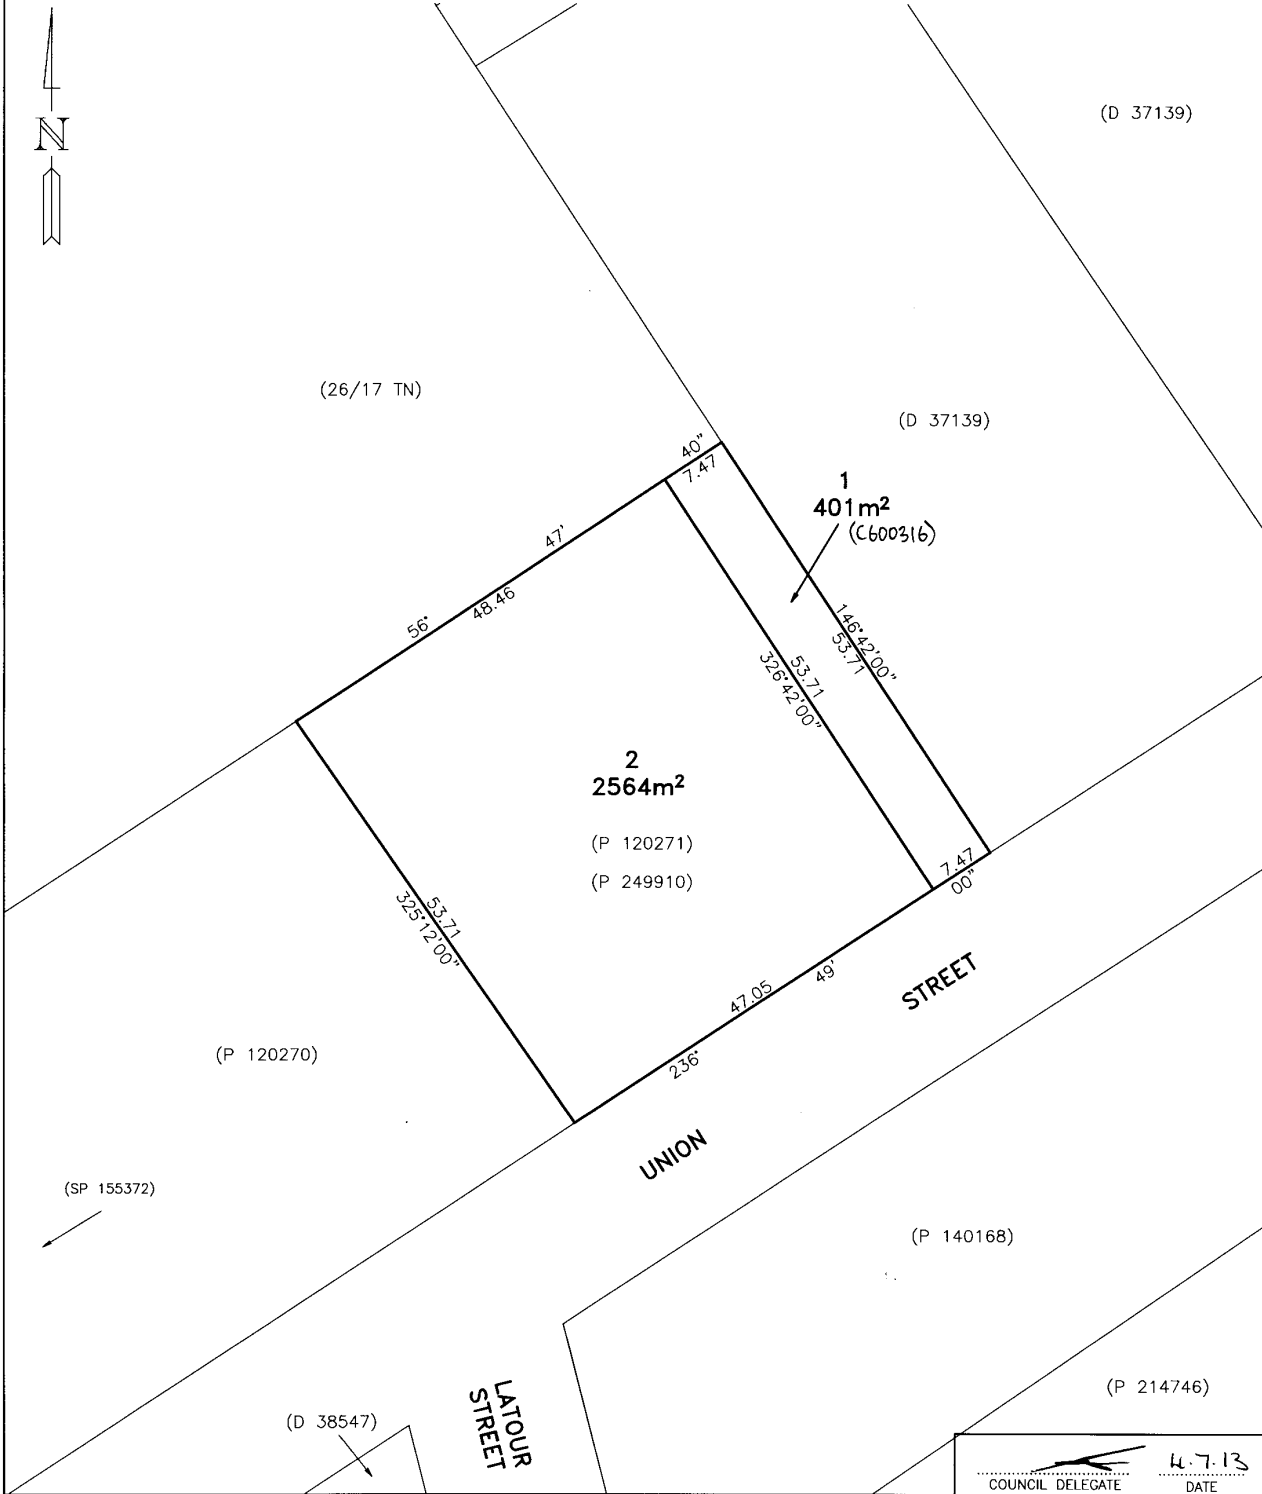 N
(D 37139)
(26/17 TN)
(D 37139)
40"
7.47
1
401m²
(C600316)
47'
48.46
56°
146°42'00"
53.71
53.71
326°42'00"
2
2564m²
(P 120271)
(P 249910)
7.47
00"
53.71
325°12'00"
47.05
49'
236°
STREET
UNION
(P 120270)
(SP 155372)
(P 140168)
LATOUR
STREET
(D 38547)
(P 214746)
4.7.13
COUNCIL DELEGATE
DATE